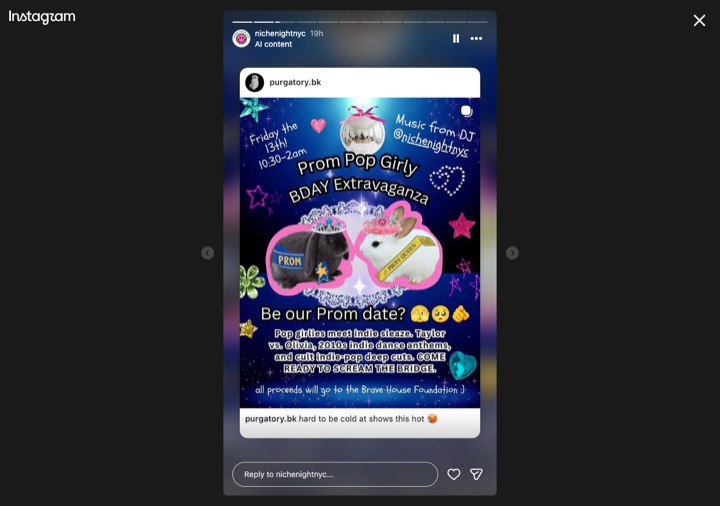 Instagram
nichenightnyc 19h
AI content
purgatory.bk
Friday the
13th!
10:30-2am
Music from DJ
@nichenightnyc
Prom Pop Girly
BDAY Extravaganza
PROM
PROM QUEEN
Be our Prom date? 🫣🥺🫵
Pop girlies meet indie sleaze. Taylor
vs. Olivia, 2010s indie dance anthems,
and cult indie-pop deep cuts. COME
READY TO SCREAM THE BRIDGE.
all proceeds will go to the Brave House Foundation :)
purgatory.bk hard to be cold at shows this hot 🥵
Reply to nichenightnyc...